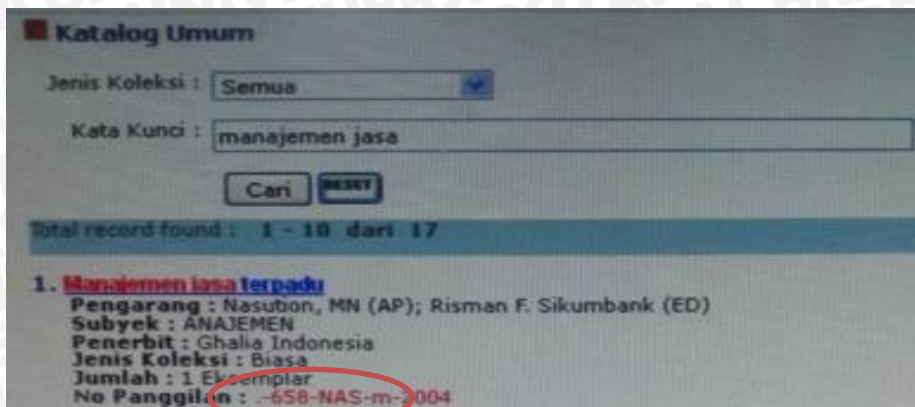 Katalog Umum
Jenis Koleksi : Semua
Kata Kunci : manajemen jasa
Cari RESET
Total record found : 1 - 10 dari 17
1. Manajemen jasa terpadu
Pengarang : Nasution, MN (AP); Risman F. Sikumbank (ED)
Subyek : ANAJEMEN
Penerbit : Ghalia Indonesia
Jenis Koleksi : Biasa
Jumlah : 1 Eksemplar
No Panggilan : .-658-NAS-m-2004